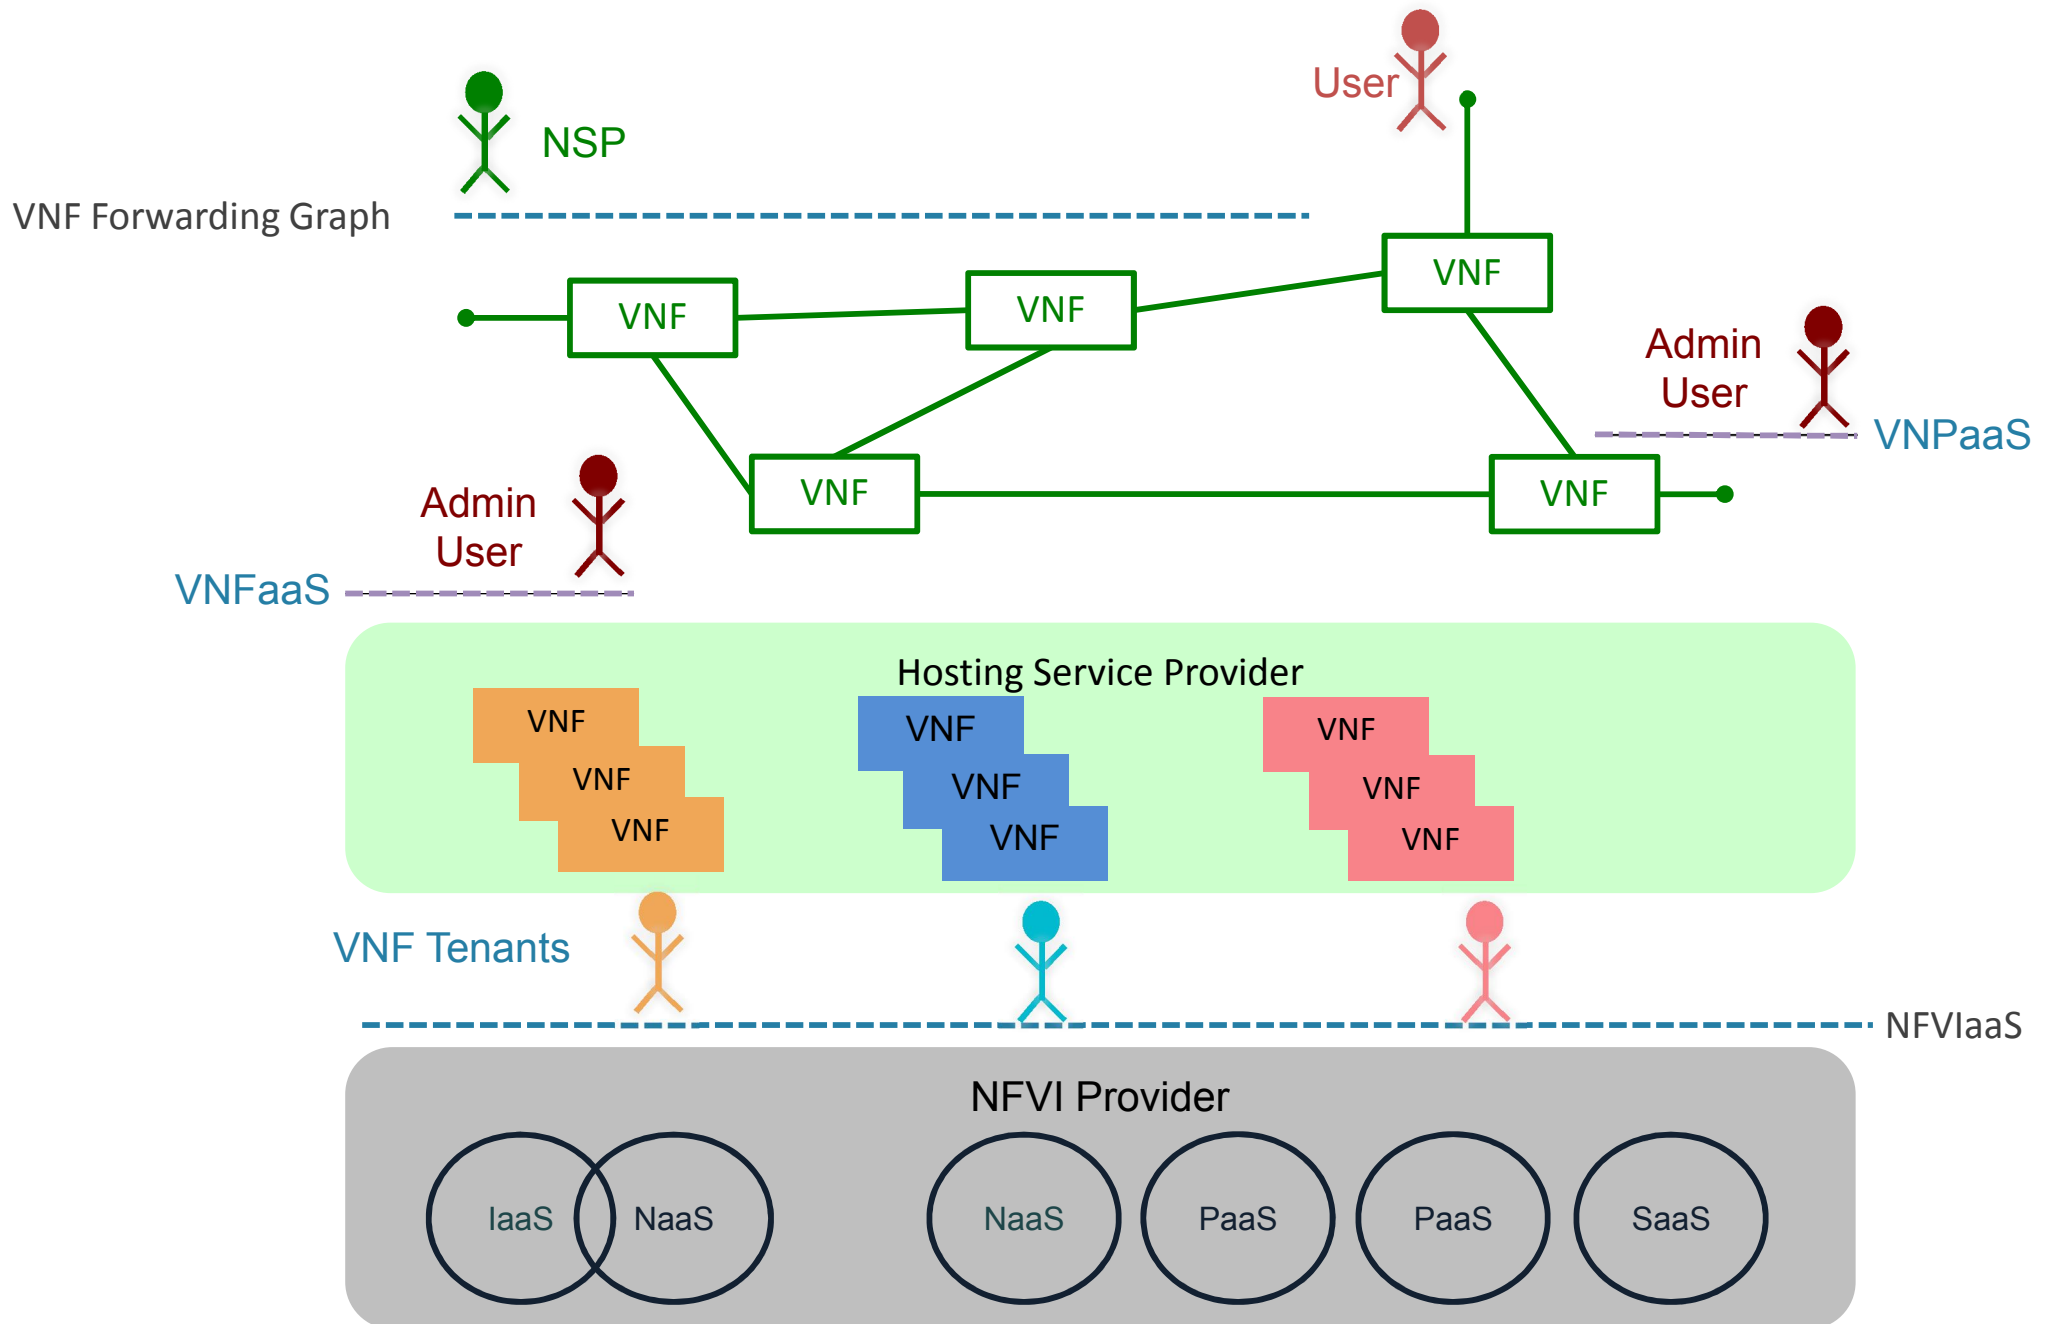 User
NSP
VNF Forwarding Graph
VNF
VNF
VNF
Admin
User
VNPaaS
VNF
VNF
Admin
User
VNFaaS
Hosting Service Provider
VNF
VNF
VNF
VNF
VNF
VNF
VNF
VNF
VNF
VNF Tenants
NFVIaaS
NFVI Provider
IaaS
NaaS
NaaS
PaaS
PaaS
SaaS